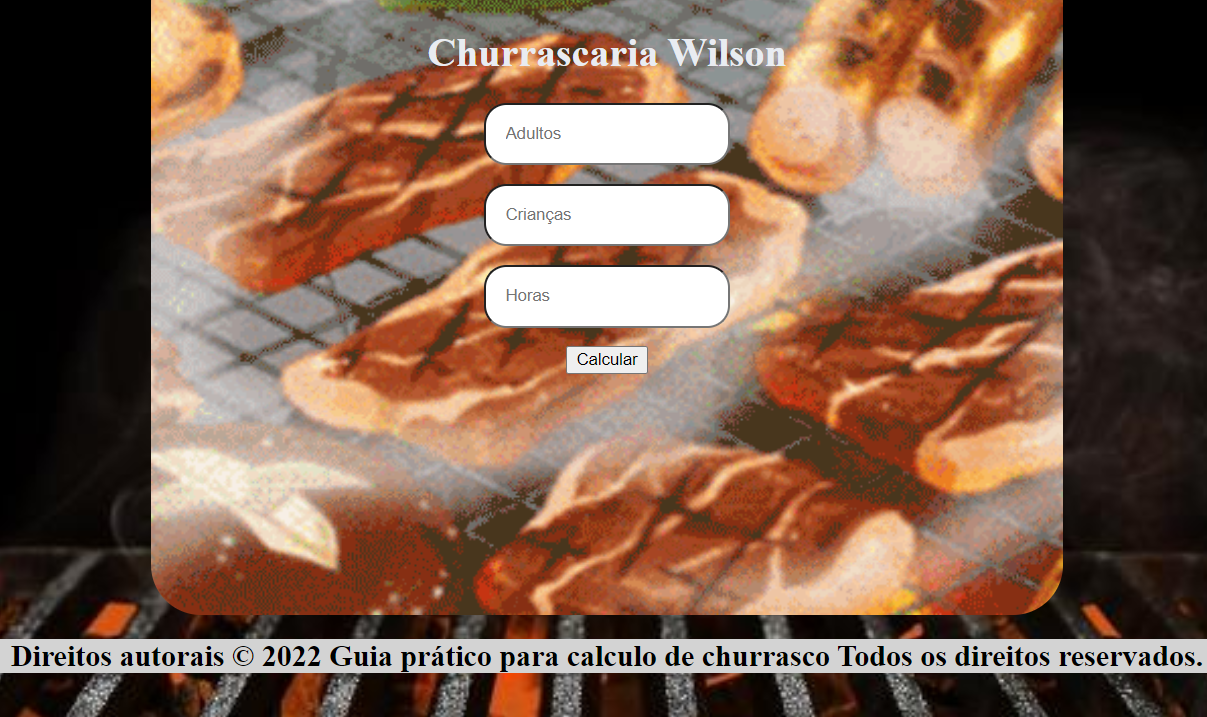 Churrascaria Wilson
Adultos
Crianças
Horas
Calcular
Direitos autorais © 2022 Guia prático para calculo de churrasco Todos os direitos reservados.